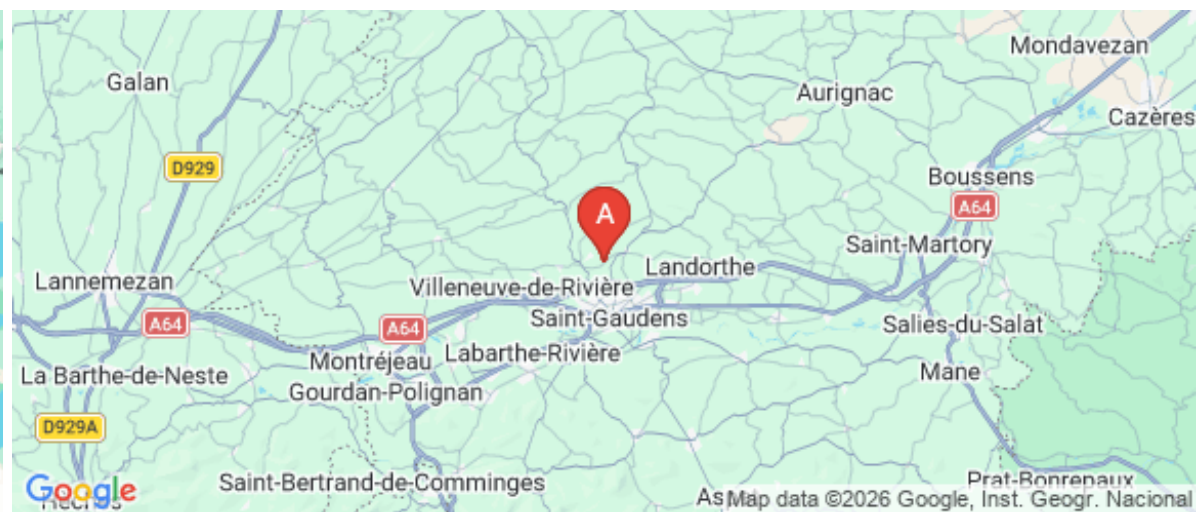 Mondavezan
Galan
Aurignac
Cazères
D929
Boussens
A
A64
Saint-Martory
Landorthe
Lannemezan
Villeneuve-de-Rivière
A64
A64
Saint-Gaudens
Salies-du-Salat
Montréjeau
Labarthe-Rivière
La Barthe-de-Neste
Mane
Gourdan-Polignan
D929A
Saint-Bertrand-de-Comminges
Prat-Bonrepaux
Google
Map data ©2026 Google, Inst. Geogr. Nacional